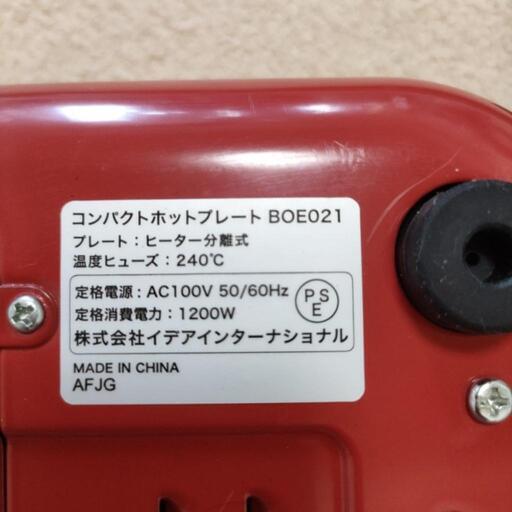 コンパクトホットプレート BOE021
プレート：ヒーター分離式
温度ヒューズ：240℃
定格電源：AC100V 50/60Hz
定格消費電力：1200W
PSE
株式会社イデアインターナショナル
MADE IN CHINA
AFJG